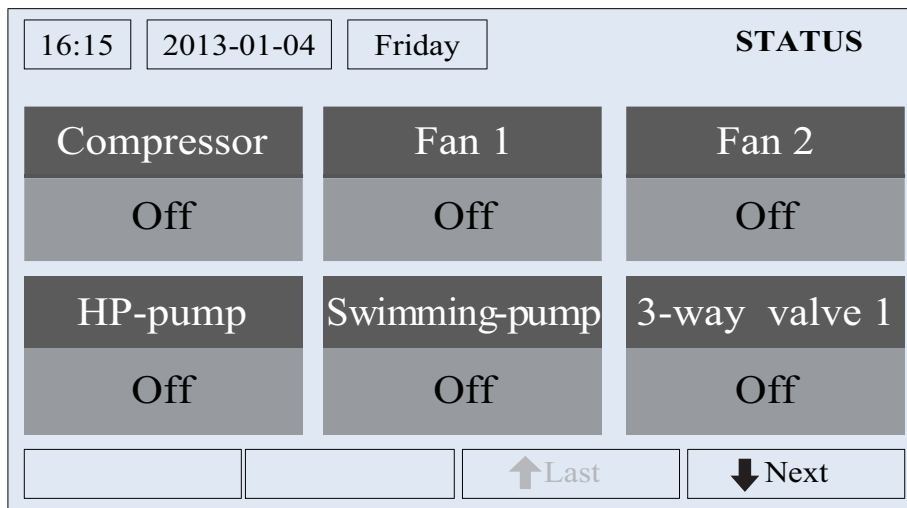 16:15 2013-01-04 Friday STATUS
Compressor Fan 1 Fan 2
Off Off Off
HP-pump Swimming-pump 3-way valve 1
Off Off Off
Last Next